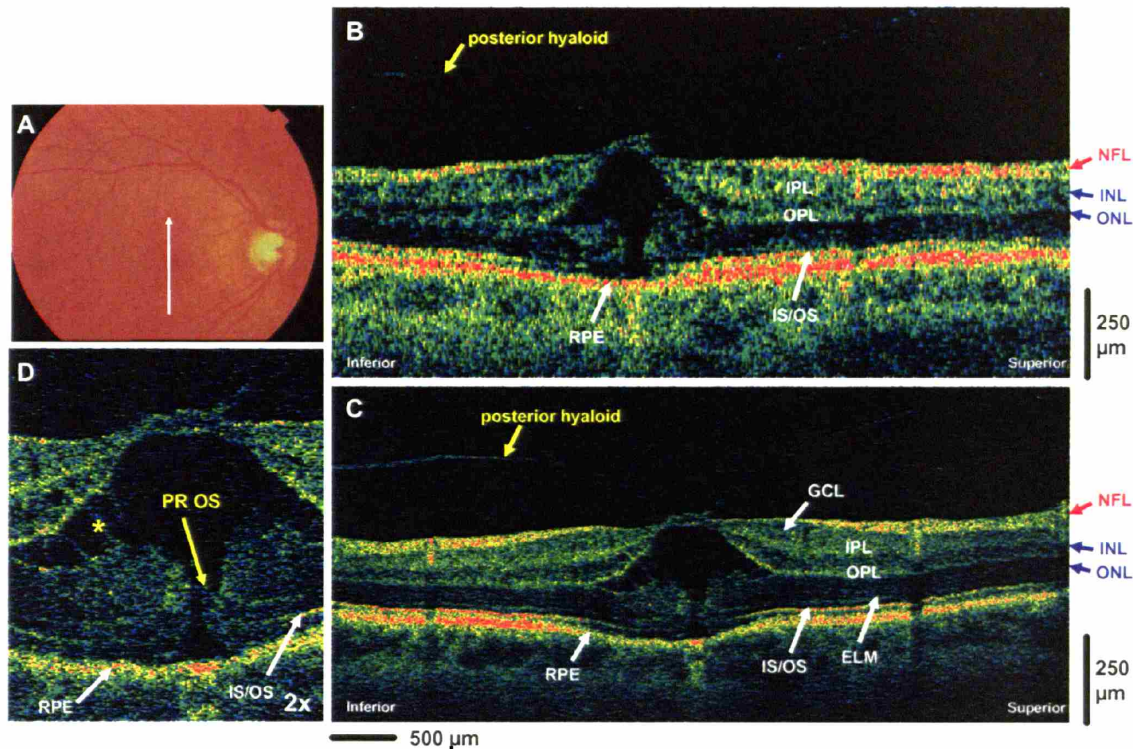 A
B
posterior hyaloid
NFL
IPL
INL
OPL
ONL
RPE
IS/OS
250
µm
Inferior
Superior
D
PR OS
*
RPE
IS/OS
2x
C
posterior hyaloid
GCL
NFL
IPL
INL
OPL
ONL
RPE
IS/OS
ELM
250
µm
Inferior
Superior
500 µm